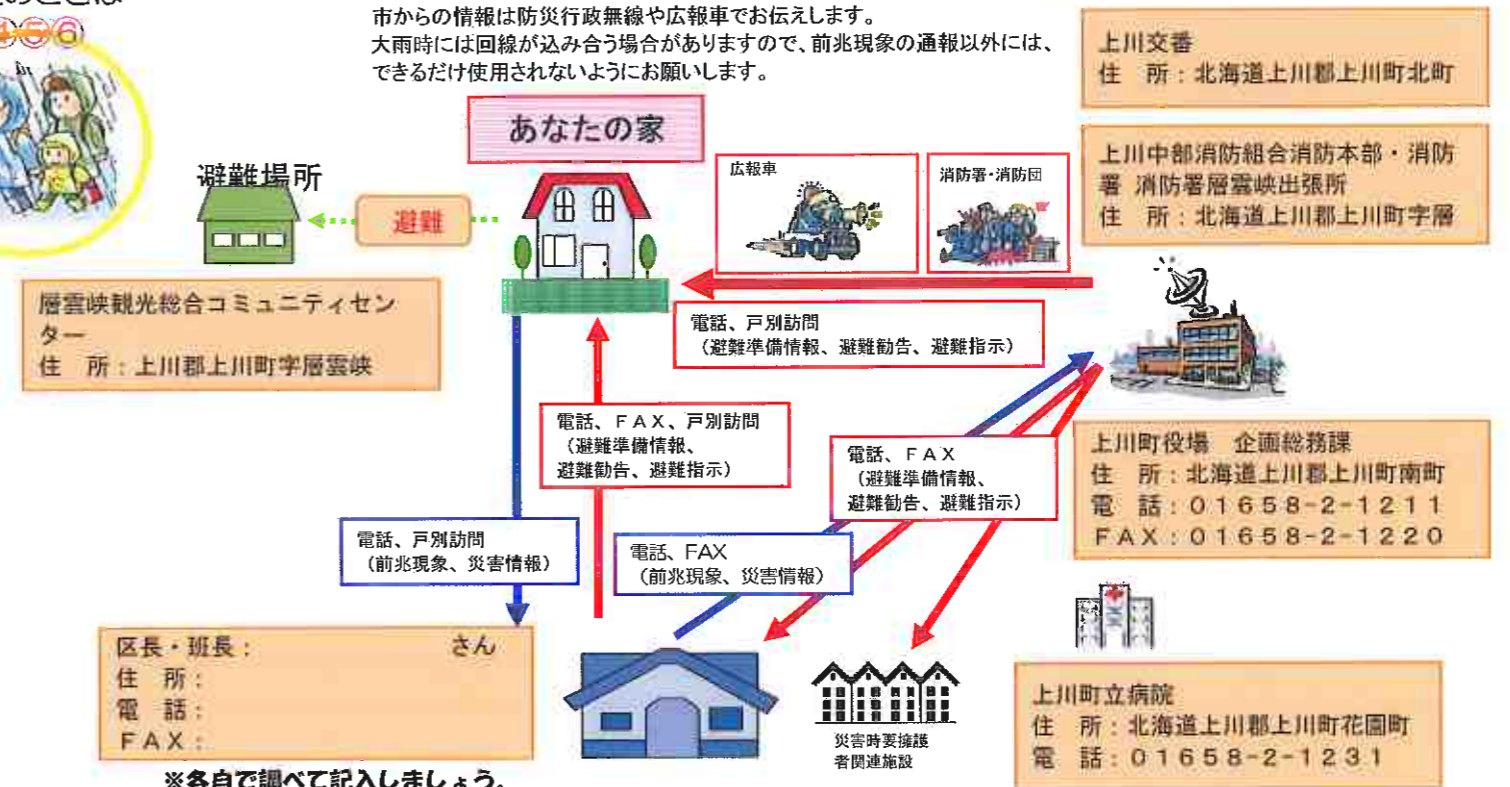 ④⑤⑥
市からの情報は防災行政無線や広報車でお伝えします。
大雨時には回線が込み合う場合がありますので、前兆現象の通報以外には、
できるだけ使用されないようにお願いします。
上川交番
住 所：北海道上川郡上川町北町
あなたの家
上川中部消防組合消防本部・消防
署 消防署層雲峡出張所
住 所：北海道上川郡上川町字層
避難場所
避難
広報車
消防署・消防団
層雲峡観光総合コミュニティセン
ター
住 所：上川郡上川町字層雲峡
電話、戸別訪問
（避難準備情報、避難勧告、避難指示）
電話、ＦＡＸ、戸別訪問
（避難準備情報、
避難勧告、避難指示）
電話、ＦＡＸ
（避難準備情報、
避難勧告、避難指示）
上川町役場 企画総務課
住 所：北海道上川郡上川町南町
電 話：０１６５８-２-１２１１
ＦＡＸ：０１６５８-２-１２２０
電話、戸別訪問
（前兆現象、災害情報）
電話、FAX
（前兆現象、災害情報）
区長・班長： さん
住 所：
電 話：
ＦＡＸ：
※各自で調べて記入しましょう。
災害時要擁護
者関連施設
上川町立病院
住 所：北海道上川郡上川町花園町
電 話：０１６５８-２-１２３１